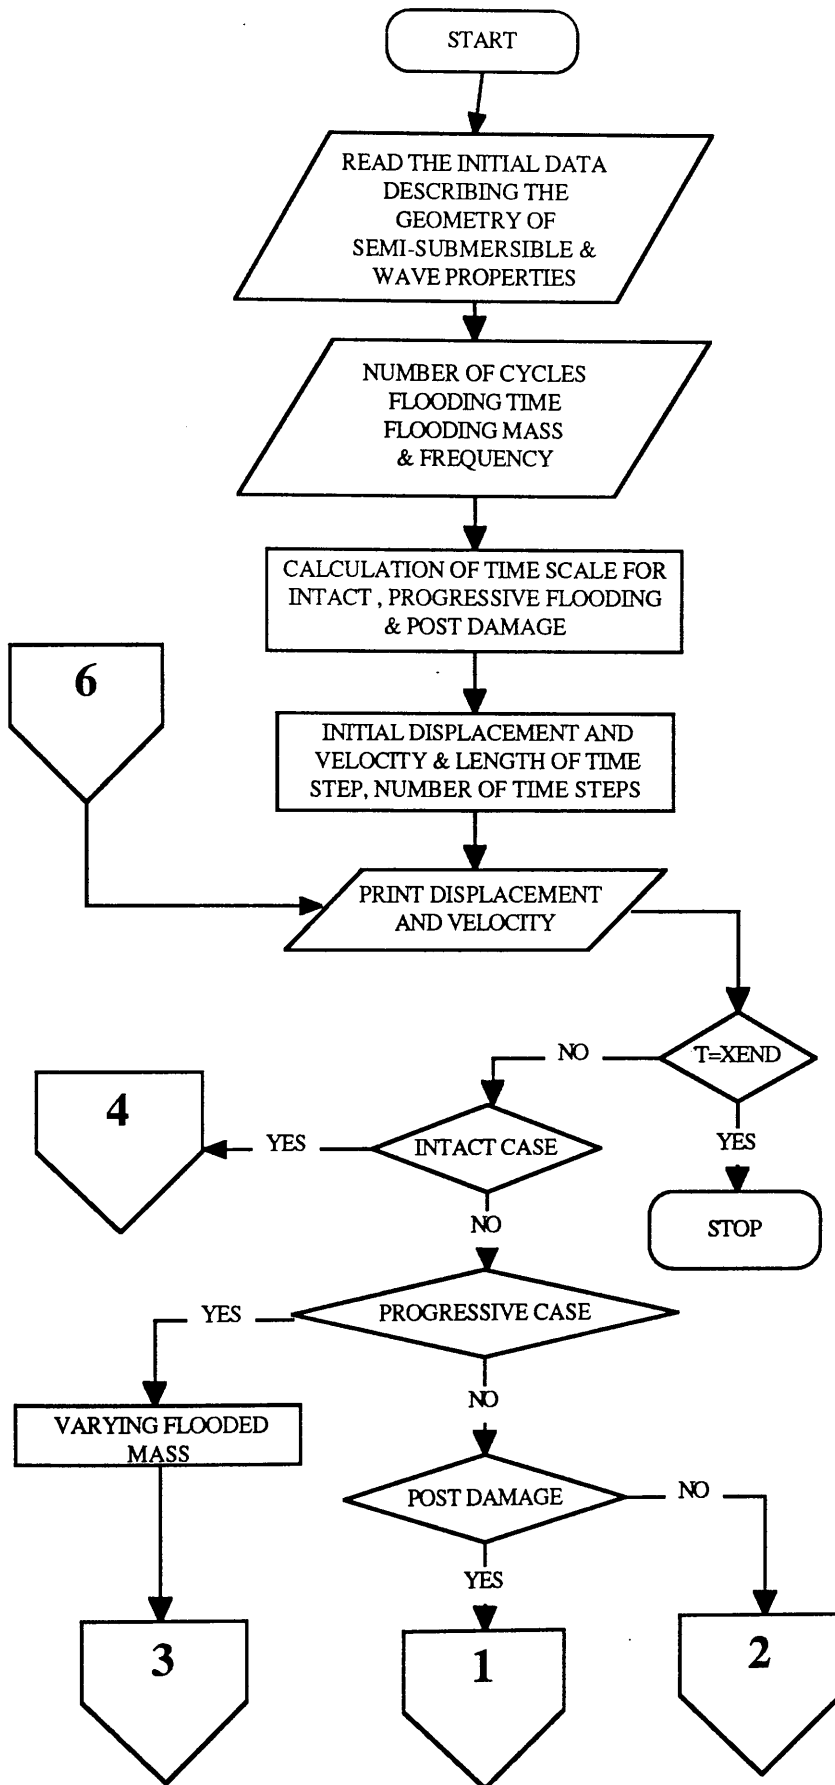 START
READ THE INITIAL DATA
DESCRIBING THE
GEOMETRY OF
SEMI-SUBMERSIBLE &
WAVE PROPERTIES
NUMBER OF CYCLES
FLOODING TIME
FLOODING MASS
& FREQUENCY
CALCULATION OF TIME SCALE FOR
INTACT , PROGRESSIVE FLOODING
& POST DAMAGE
6
INITIAL DISPLACEMENT AND
VELOCITY & LENGTH OF TIME
STEP, NUMBER OF TIME STEPS
PRINT DISPLACEMENT
AND VELOCITY
NO
T=XEND
4
YES
INTACT CASE
YES
STOP
NO
YES
PROGRESSIVE CASE
NO
VARYING FLOODED
MASS
POST DAMAGE
NO
YES
3
1
2